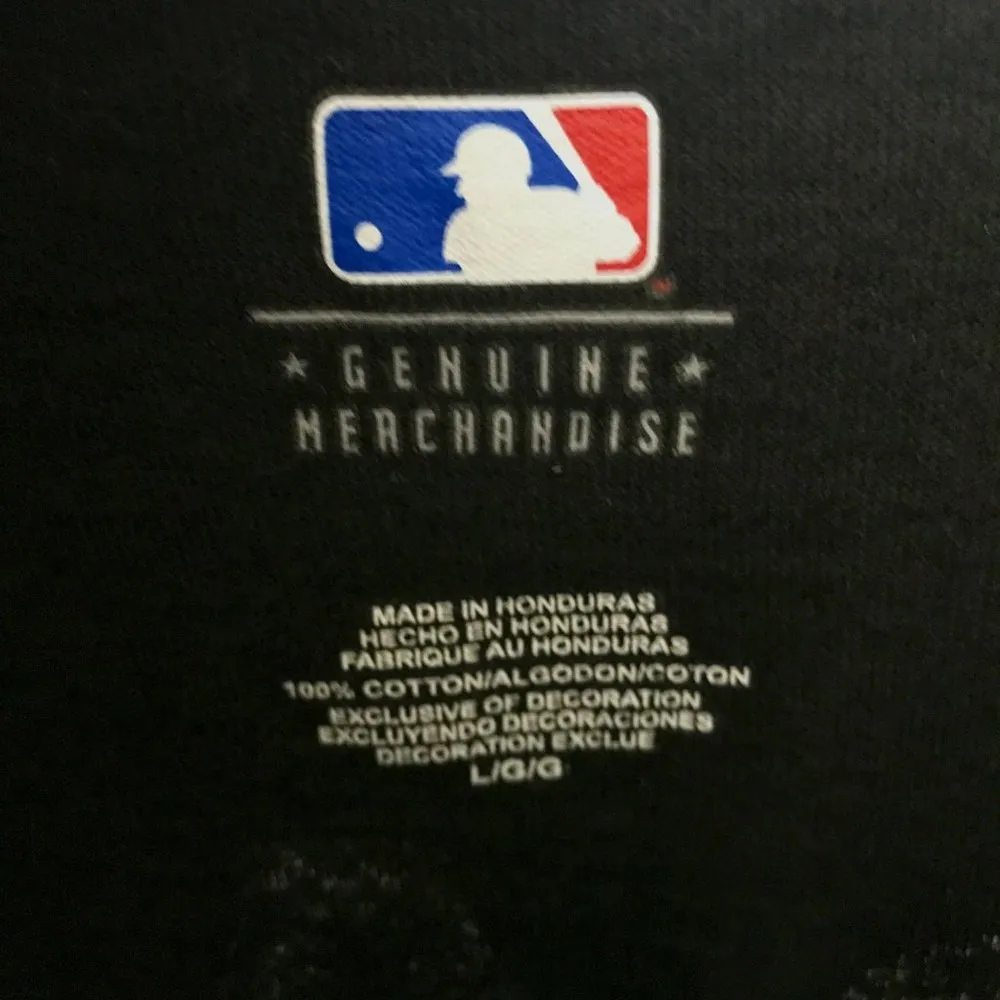 ★ GENUINE ★
MERCHANDISE
MADE IN HONDURAS
HECHO EN HONDURAS
FABRIQUE AU HONDURAS
100% COTTON/ALGODON/COTON
EXCLUSIVE OF DECORATION
EXCLUYENDO DECORACIONES
DECORATION EXCLUE
L/G/G